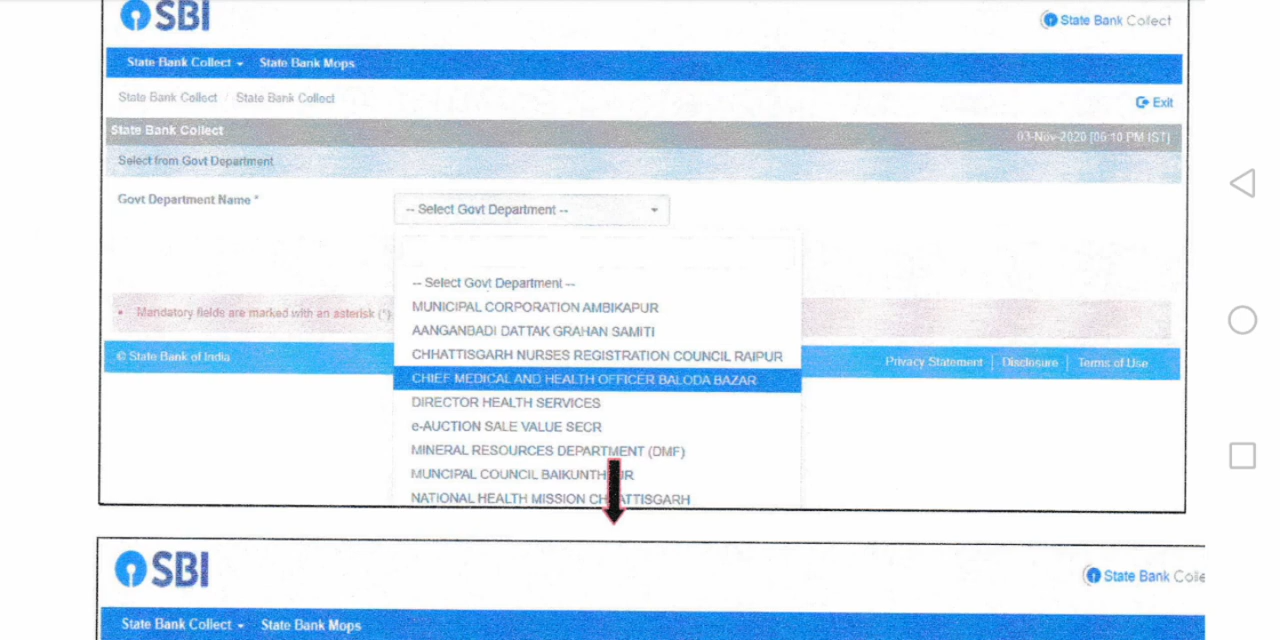 SBI
State Bank Collect
State Bank Collect State Bank Mops
State Bank Collect / State Bank Collect
Exit
State Bank Collect
03-Nov-2020 [06:10 PM IST]
Select from Govt Department
Govt Department Name *
-- Select Govt Department --
-- Select Govt Department --
MUNICIPAL CORPORATION AMBIKAPUR
• Mandatory fields are marked with an asterisk (*)
AANGANBADI DATTAK GRAHAN SAMITI
CHHATTISGARH NURSES REGISTRATION COUNCIL RAIPUR
© State Bank of India
Privacy Statement | Disclosure | Terms of Use
CHIEF MEDICAL AND HEALTH OFFICER BALODA BAZAR
DIRECTOR HEALTH SERVICES
e-AUCTION SALE VALUE SECR
MINERAL RESOURCES DEPARTMENT (DMF)
MUNCIPAL COUNCIL
NATIONAL HEALTH MISSION
SBI
State Bank Colle
State Bank Collect State Bank Mops